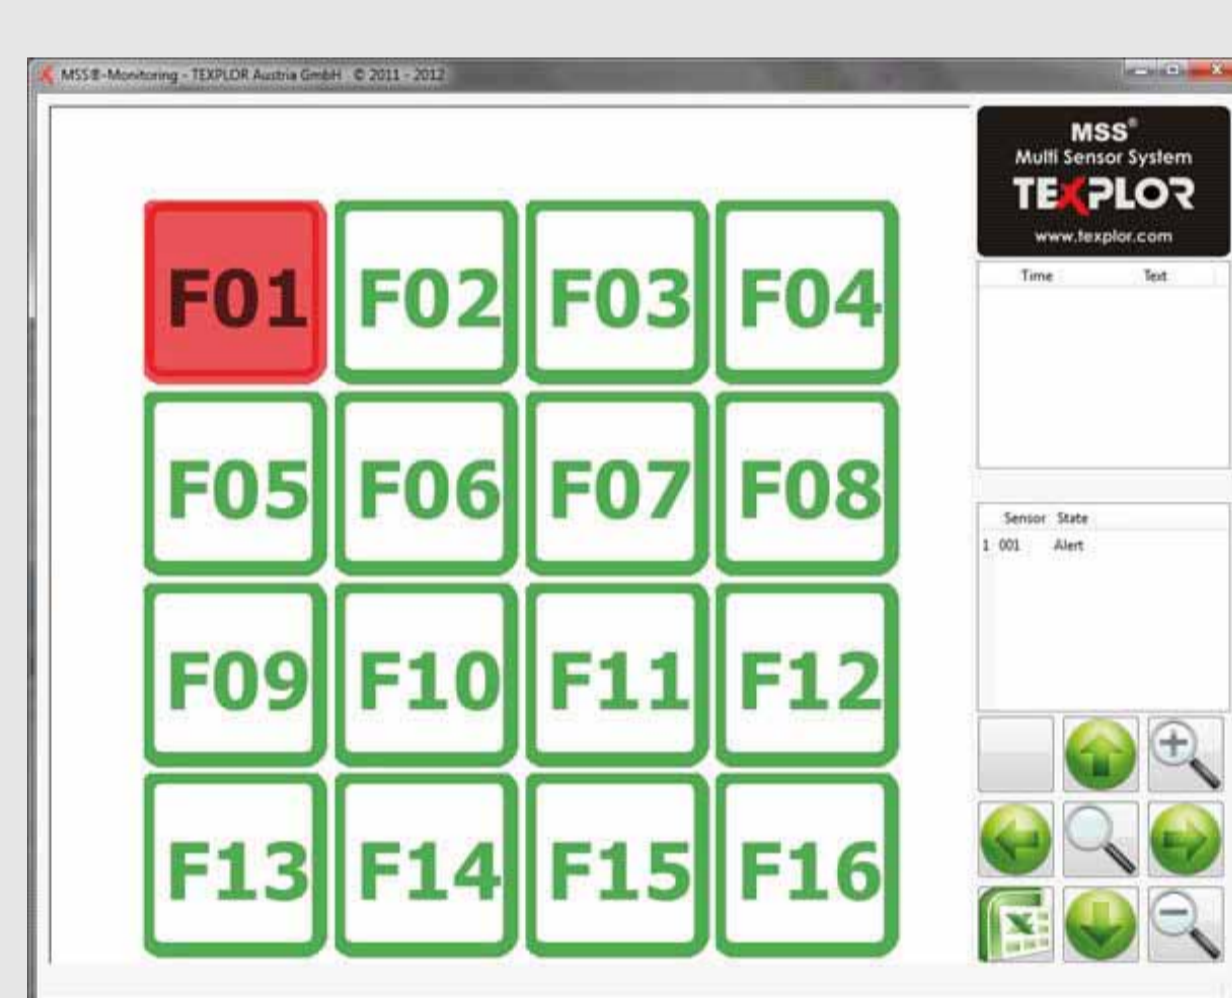 MSS®-Monitoring - TEXPLOR Austria GmbH © 2011 - 2012
MSS®
Multi Sensor System
TEXPLOR
www.texplor.com
Time Text
F01 F02 F03 F04
F05 F06 F07 F08
F09 F10 F11 F12
F13 F14 F15 F16
Sensor State
1 001 Alert